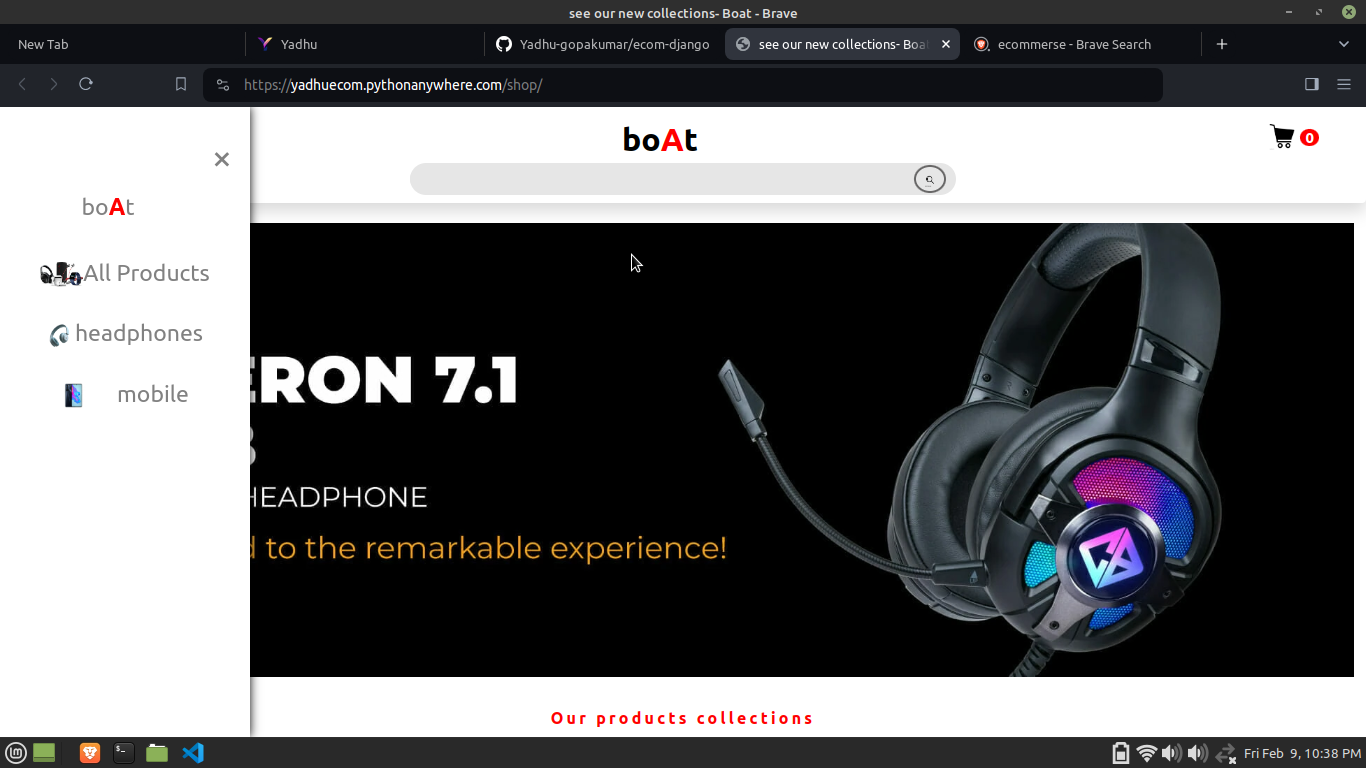 see our new collections- Boat - Brave
New Tab
Yadhu
Yadhu-gopakumar/ecom-django
see our new collections- Boa
ecommerse - Brave Search
https://yadhuecom.pythonanywhere.com/shop/
boAt
0
boAt
All Products
headphones
mobile
ERON 7.1
HEADPHONE
d to the remarkable experience!
Our products collections
Fri Feb 9, 10:38 PM